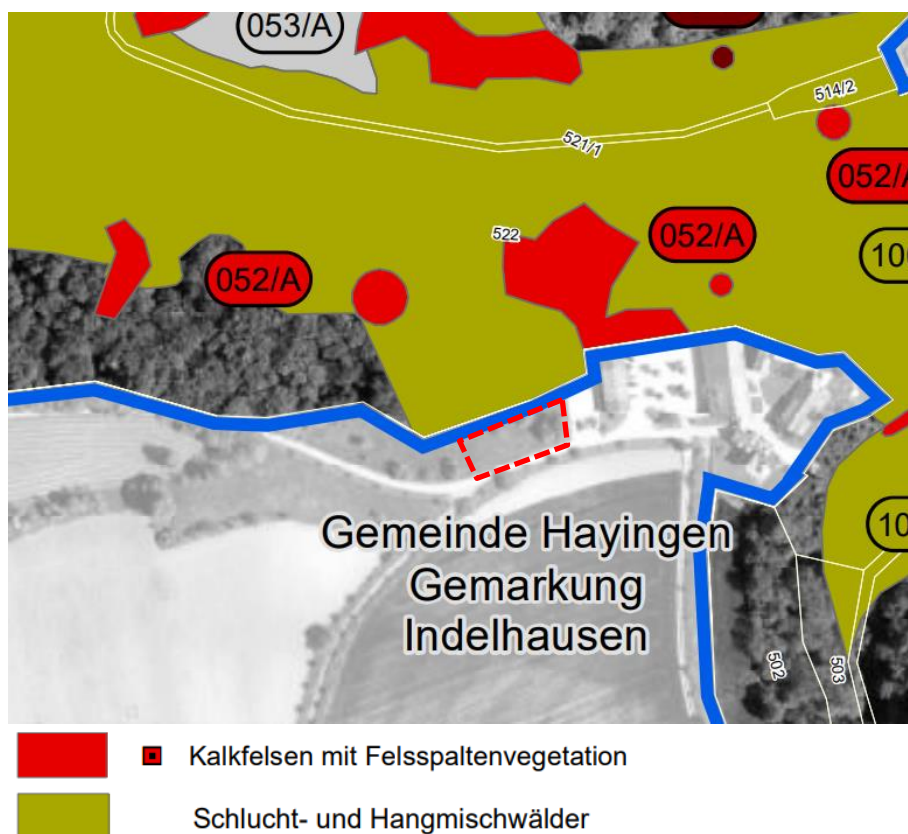 053/A
514/2
521/1
052/A
522
052/A
052/A
10
Gemeinde Hayingen
Gemarkung
Indelhausen
10
502
503
Kalkfelsen mit Felsspaltenvegetation
Schlucht- und Hangmischwälder